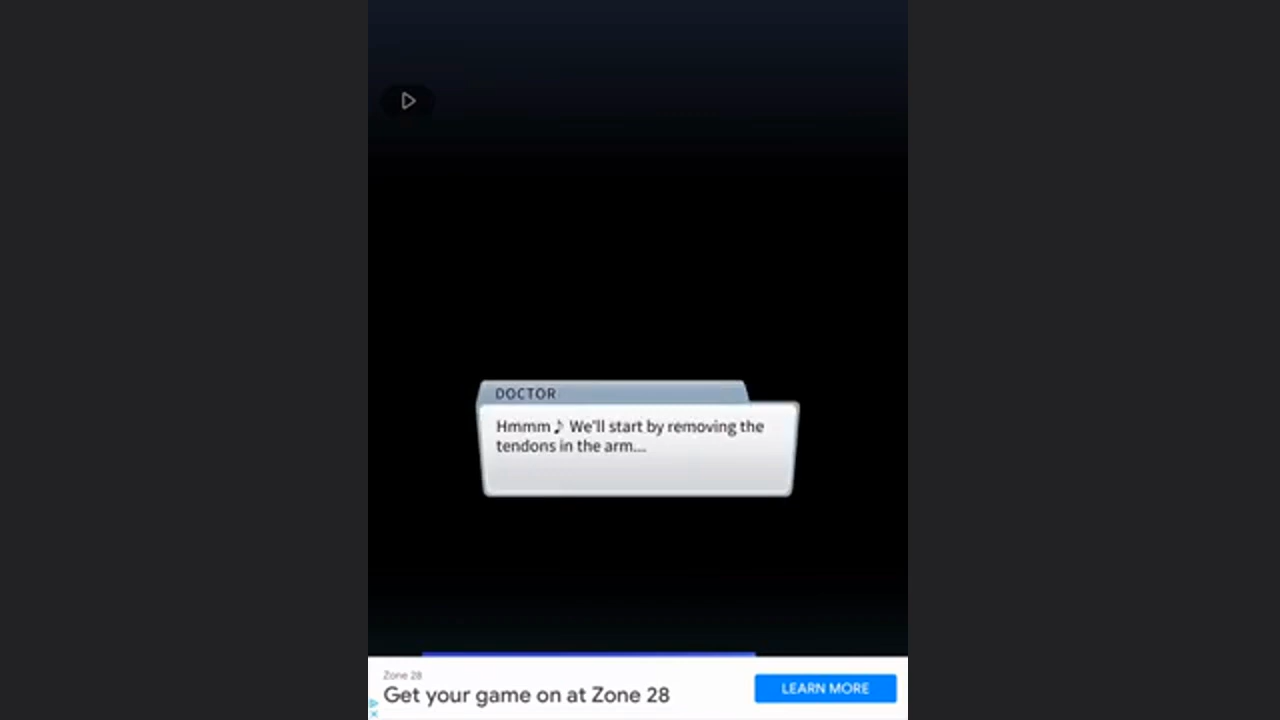 DOCTOR
Hmmm♪ We'll start by removing the
tendons in the arm...
Zone 28
Get your game on at Zone 28
LEARN MORE